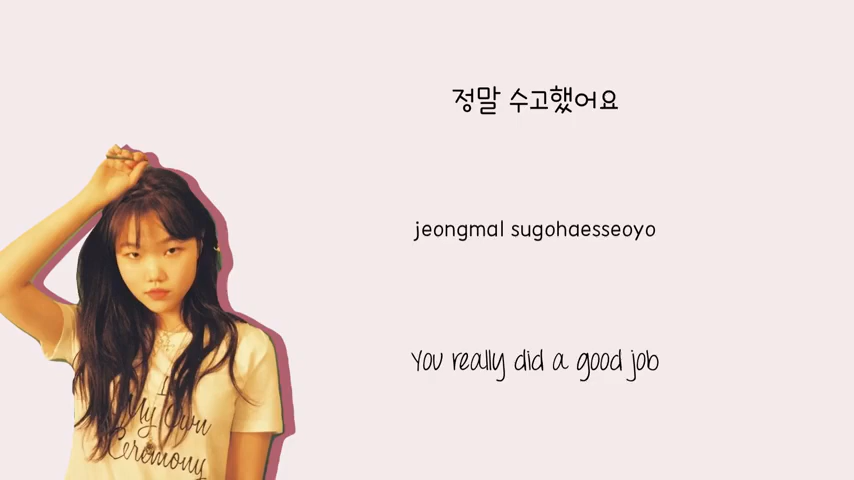 정말 수고했어요
jeongmal sugohaesseoyo
You really did a good job
My Own
Ceremony